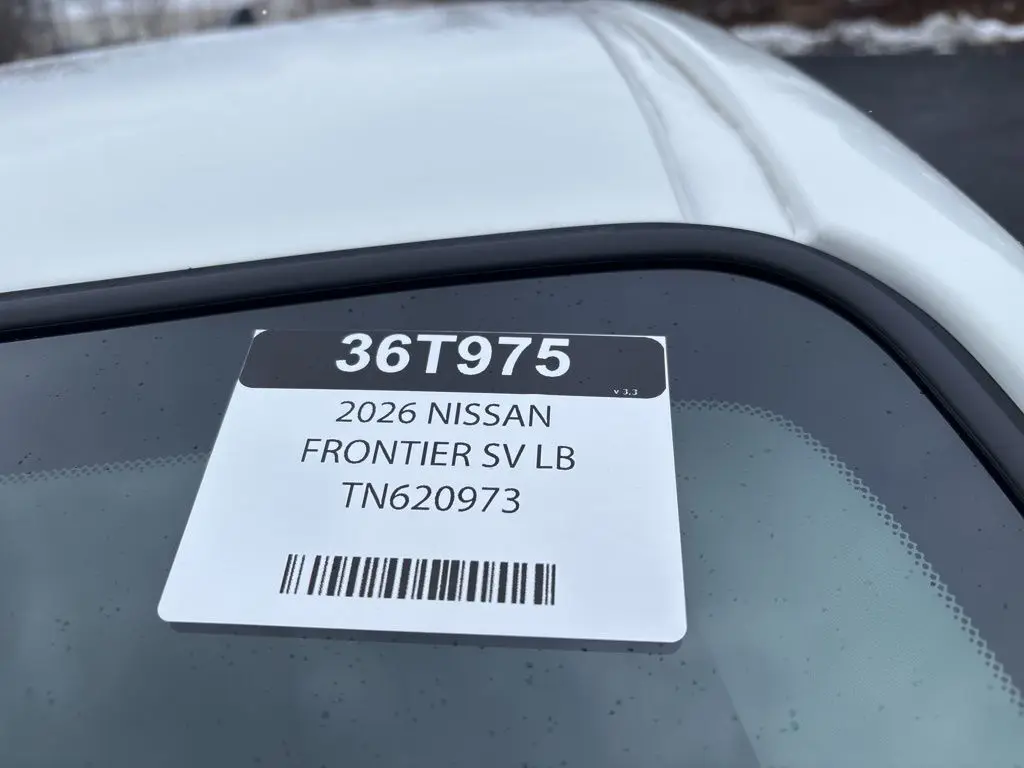 36T975
v 3.3
2026 NISSAN
FRONTIER SV LB
TN620973